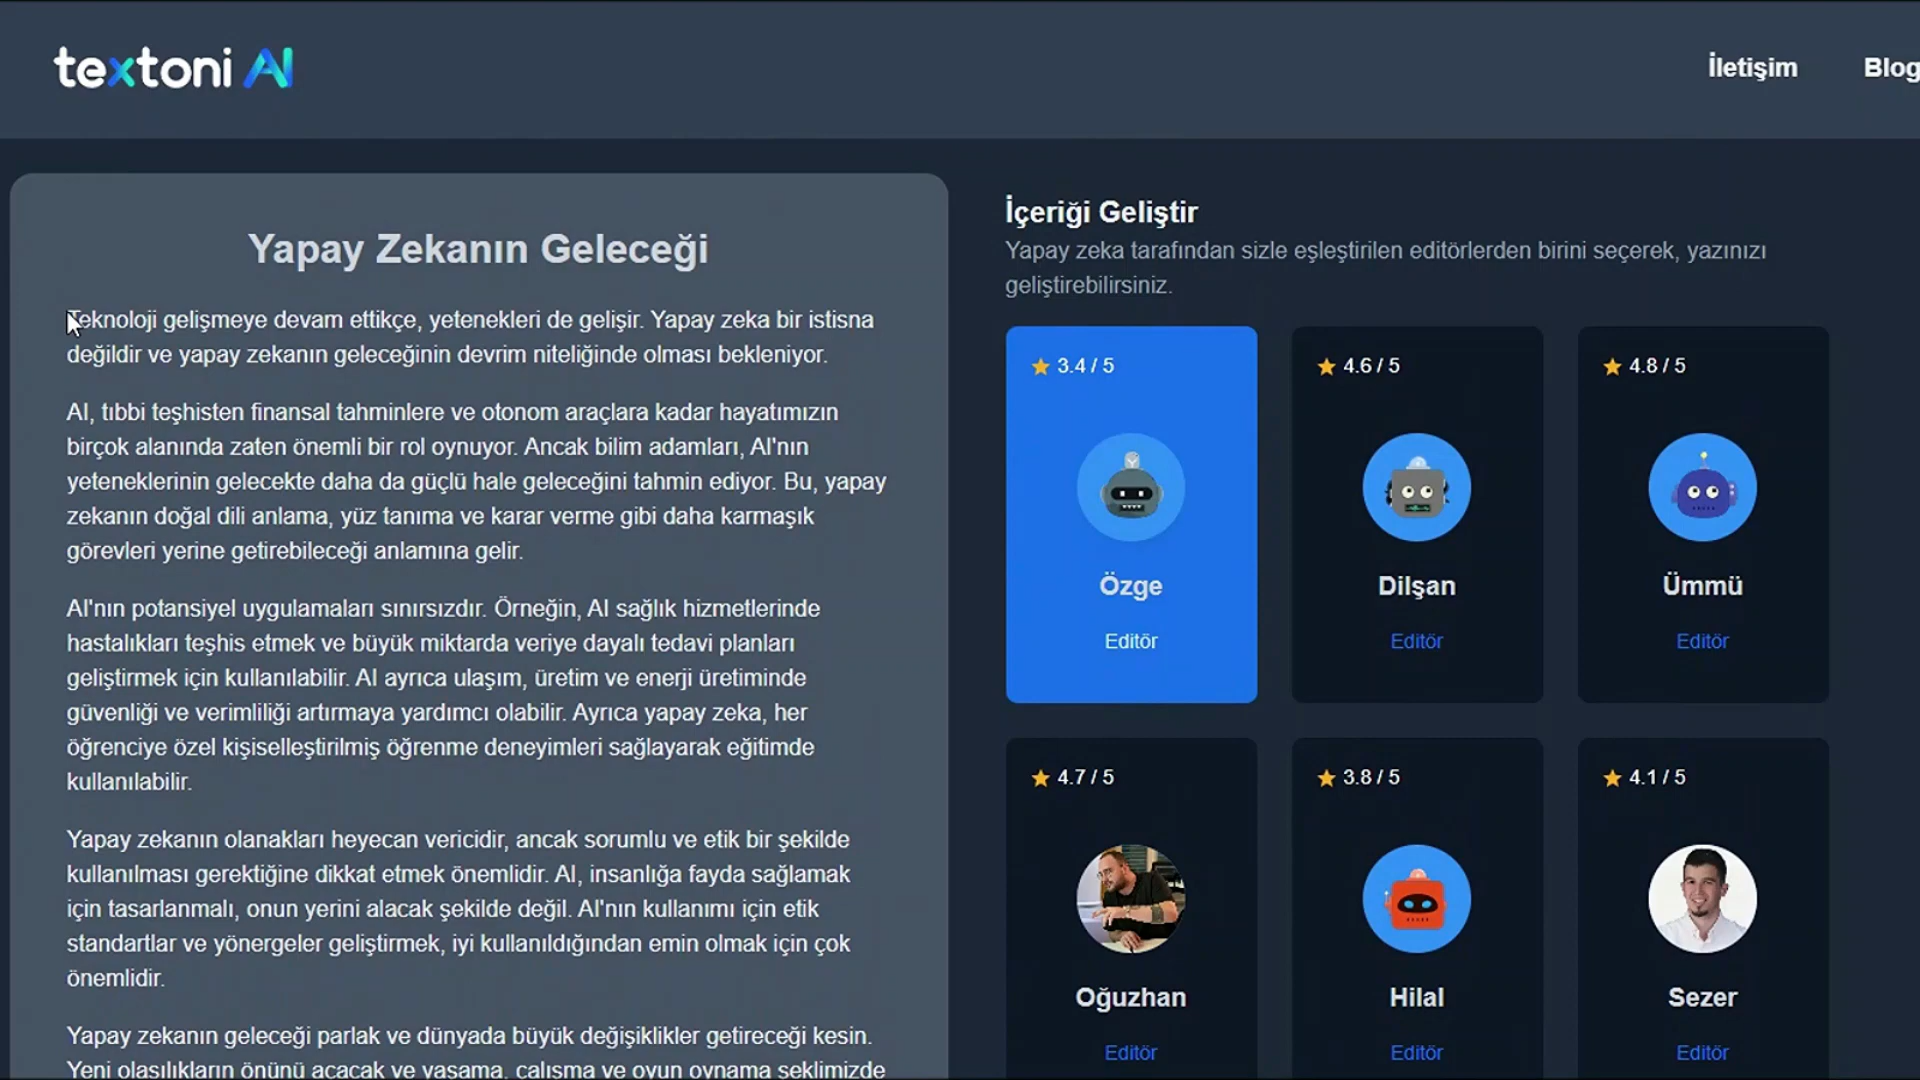 textoni AI
İletişim
Blog
Yapay Zekanın Geleceği
Teknoloji gelişmeye devam ettikçe, yetenekleri de gelişir. Yapay zeka bir istisna
değildir ve yapay zekanın geleceğinin devrim niteliğinde olması bekleniyor.
AI, tıbbi teşhisten finansal tahminlere ve otonom araçlara kadar hayatımızın
birçok alanında zaten önemli bir rol oynuyor. Ancak bilim adamları, AI'nın
yeteneklerinin gelecekte daha da güçlü hale geleceğini tahmin ediyor. Bu, yapay
zekanın doğal dili anlama, yüz tanıma ve karar verme gibi daha karmaşık
görevleri yerine getirebileceği anlamına gelir.
AI'nın potansiyel uygulamaları sınırsızdır. Örneğin, AI sağlık hizmetlerinde
hastalıkları teşhis etmek ve büyük miktarda veriye dayalı tedavi planları
geliştirmek için kullanılabilir. AI ayrıca ulaşım, üretim ve enerji üretiminde
güvenliği ve verimliliği artırmaya yardımcı olabilir. Ayrıca yapay zeka, her
öğrenciye özel kişiselleştirilmiş öğrenme deneyimleri sağlayarak eğitimde
kullanılabilir.
Yapay zekanın olanakları heyecan vericidir, ancak sorumlu ve etik bir şekilde
kullanılması gerektiğine dikkat etmek önemlidir. AI, insanlığa fayda sağlamak
için tasarlanmalı, onun yerini alacak şekilde değil. AI'nın kullanımı için etik
standartlar ve yönergeler geliştirmek, iyi kullanıldığından emin olmak için çok
önemlidir.
Yapay zekanın geleceği parlak ve dünyada büyük değişiklikler getireceği kesin.
Yeni olasılıkların önünü açacak ve yaşama, çalışma ve oyun oynama şeklimizde
İçeriği Geliştir
Yapay zeka tarafından sizle eşleştirilen editörlerden birini seçerek, yazınızı
geliştirebilirsiniz.
3.4 / 5
Özge
Editör
4.6 / 5
Dilşan
Editör
4.8 / 5
Ümmü
Editör
4.7 / 5
Oğuzhan
Editör
3.8 / 5
Hilal
Editör
4.1 / 5
Sezer
Editör